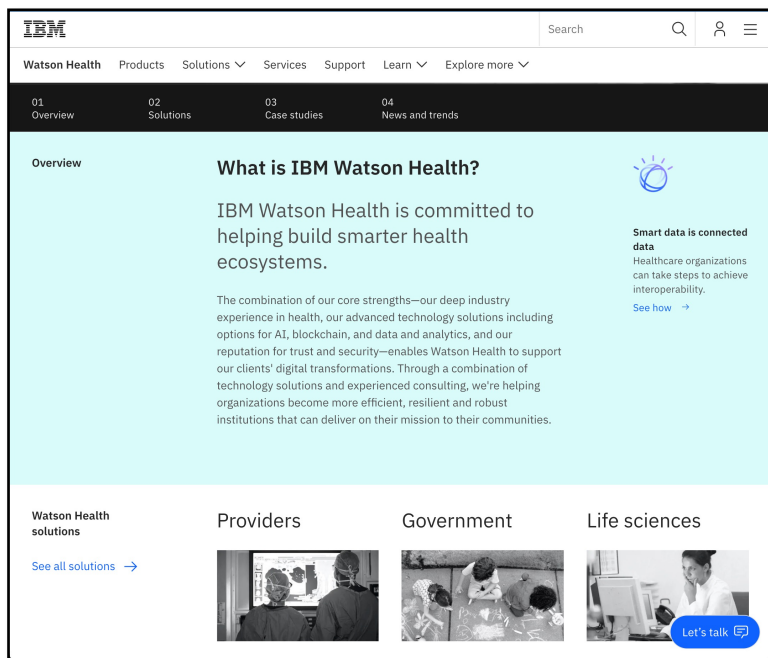 IBM
Search
Watson Health Products Solutions Services Support Learn Explore more
01 02 03 04
Overview Solutions Case studies News and trends
Overview
What is IBM Watson Health?
IBM Watson Health is committed to
helping build smarter health
ecosystems.
The combination of our core strengths—our deep industry
experience in health, our advanced technology solutions including
options for AI, blockchain, and data and analytics, and our
reputation for trust and security—enables Watson Health to support
our clients' digital transformations. Through a combination of
technology solutions and experienced consulting, we're helping
organizations become more efficient, resilient and robust
institutions that can deliver on their mission to their communities.
Smart data is connected
data
Healthcare organizations
can take steps to achieve
interoperability.
See how →
Watson Health
solutions
See all solutions →
Providers
Government
Life sciences
Let's talk